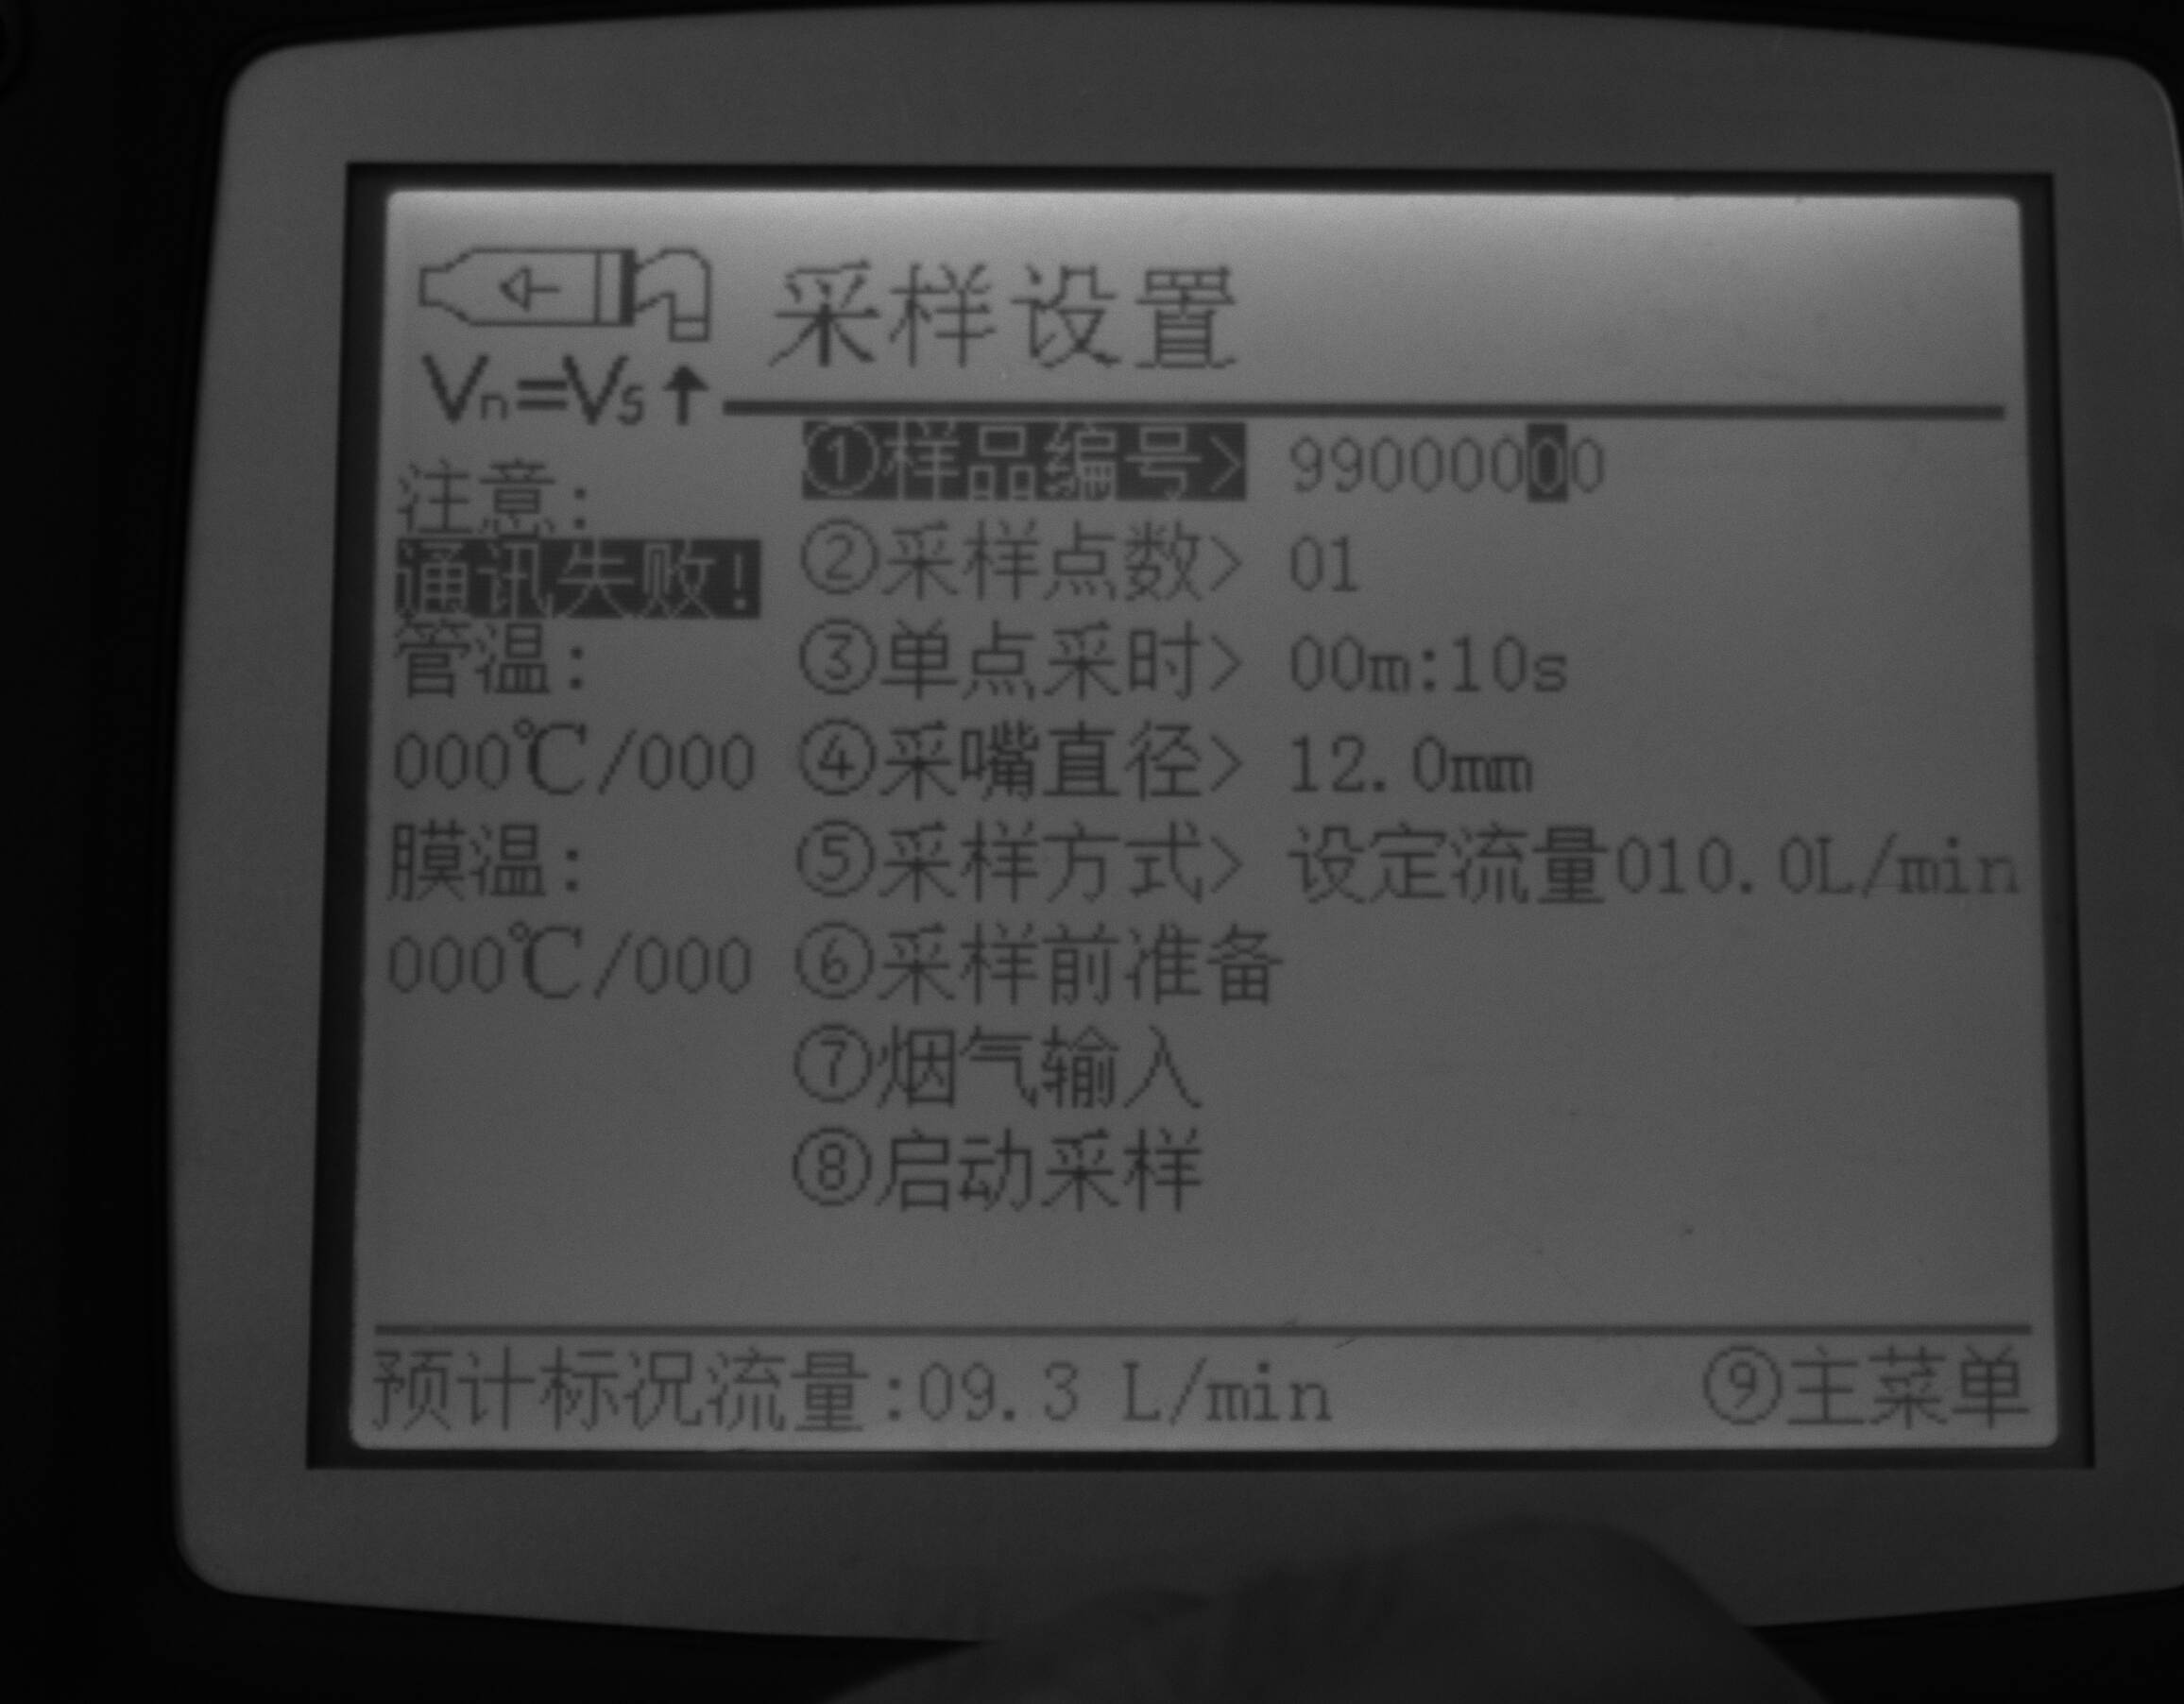 采样设置
Vn=Vs↑
①样品编号> 99000000
注意:
②采样点数> 01
通讯失败!
③单点采时> 00m:10s
管温:
④采嘴直径> 12.0mm
000℃/000
⑤采样方式> 设定流量010.0L/min
膜温:
⑥采样前准备
000℃/000
⑦烟气输入
⑧启动采样
预计标况流量:09.3 L/min
⑨主菜单